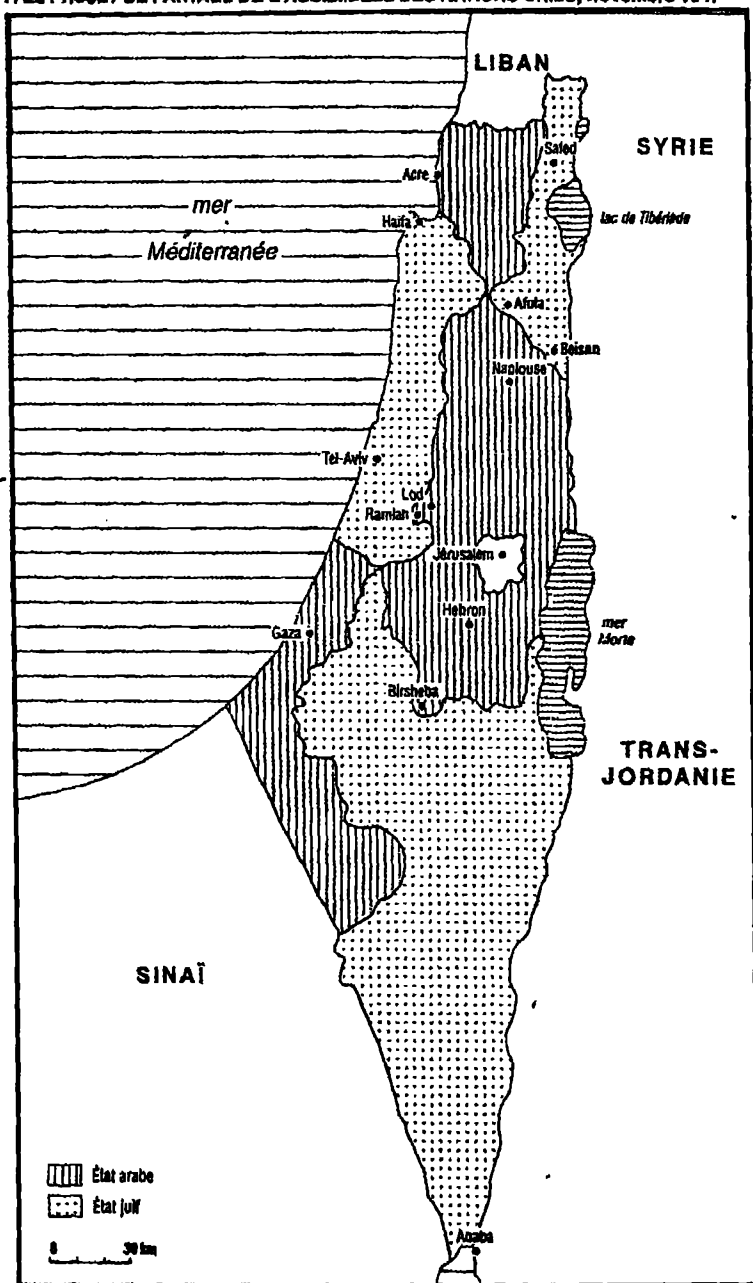 LIBAN
SYRIE
Safed
Acre
lac de Tibériade
mer
Méditerranée
Haïfa
Afula
Beisan
Naplouse
Tel-Aviv
Lod
Ramlah
Jérusalem
Hebron
Gaza
mer
Morte
Birsheba
TRANS-
JORDANIE
SINAÏ
État arabe
État juif
0 30 km
Aqaba